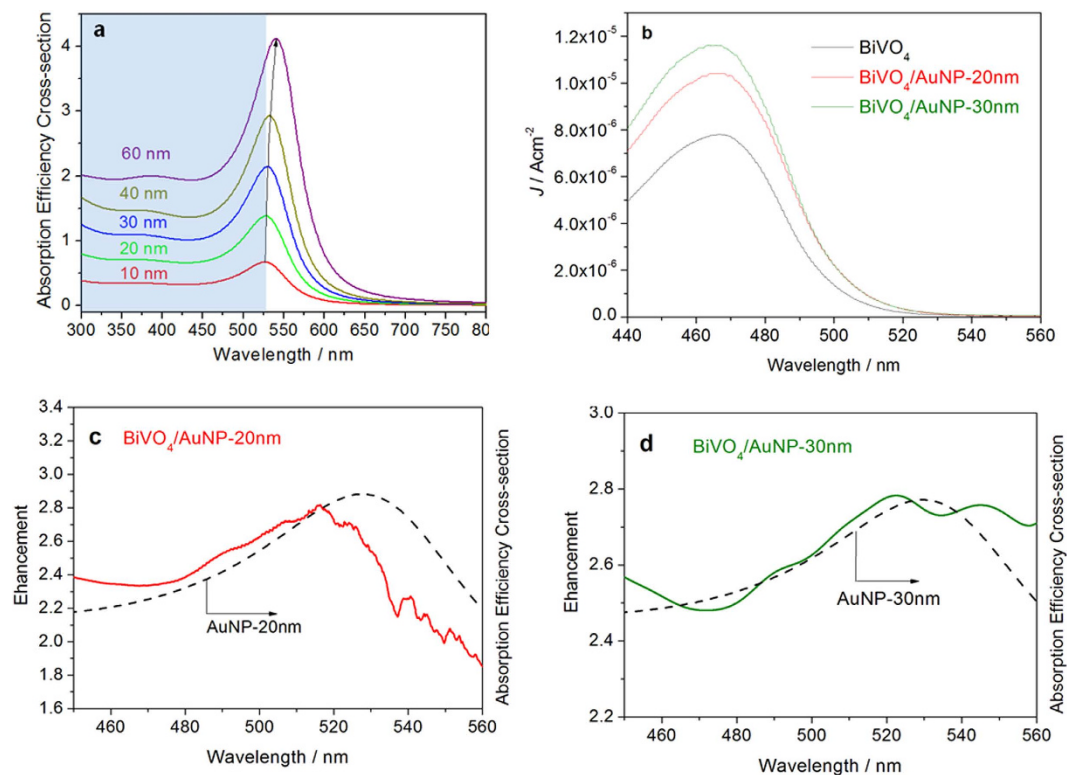 a
Absorption Efficiency Cross-section
4
3
2
1
0
60 nm
40 nm
30 nm
20 nm
10 nm
300 350 400 450 500 550 600 650 700 750 80
Wavelength / nm
b
J / Acm-2
1.2x10-5
1.0x10-5
8.0x10-6
6.0x10-6
4.0x10-6
2.0x10-6
0.0
BiVO4
BiVO4/AuNP-20nm
BiVO4/AuNP-30nm
440 460 480 500 520 540 560
Wavelength / nm
c
BiVO4/AuNP-20nm
Ehancement
3.4
3.2
3.0
2.8
2.6
2.4
2.2
2.0
1.8
1.6
AuNP-20nm
Absorption Efficiency Cross-section
460 480 500 520 540 560
Wavelength / nm
d
BiVO4/AuNP-30nm
Ehancement
3.0
2.8
2.6
2.4
2.2
AuNP-30nm
Absorption Efficiency Cross-section
460 480 500 520 540 560
Wavelength / nm